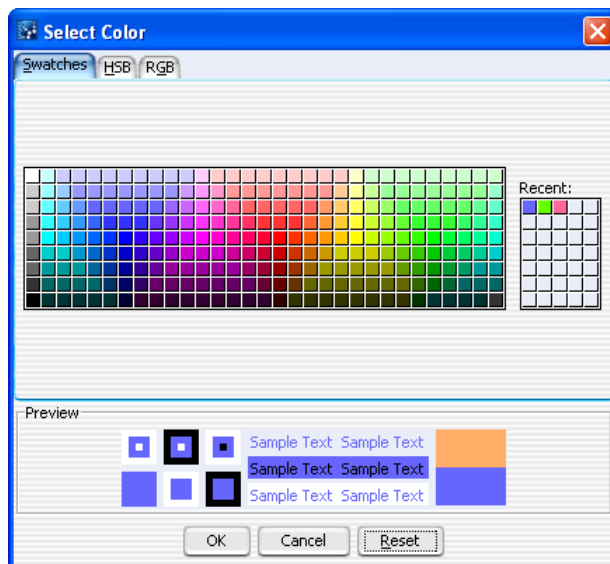 Select Color
Swatches HSB RGB
Recent:
Preview
Sample Text Sample Text
Sample Text Sample Text
Sample Text Sample Text
OK Cancel Reset